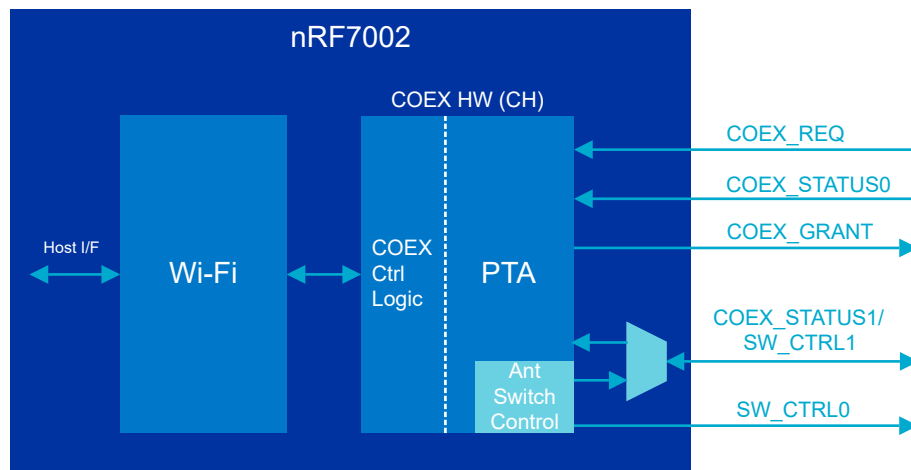 nRF7002
COEX HW (CH)
COEX_REQ
COEX_STATUS0
COEX_GRANT
Host I/F
Wi-Fi
COEX
Ctrl
Logic
PTA
COEX_STATUS1/
SW_CTRL1
Ant
Switch
Control
SW_CTRL0